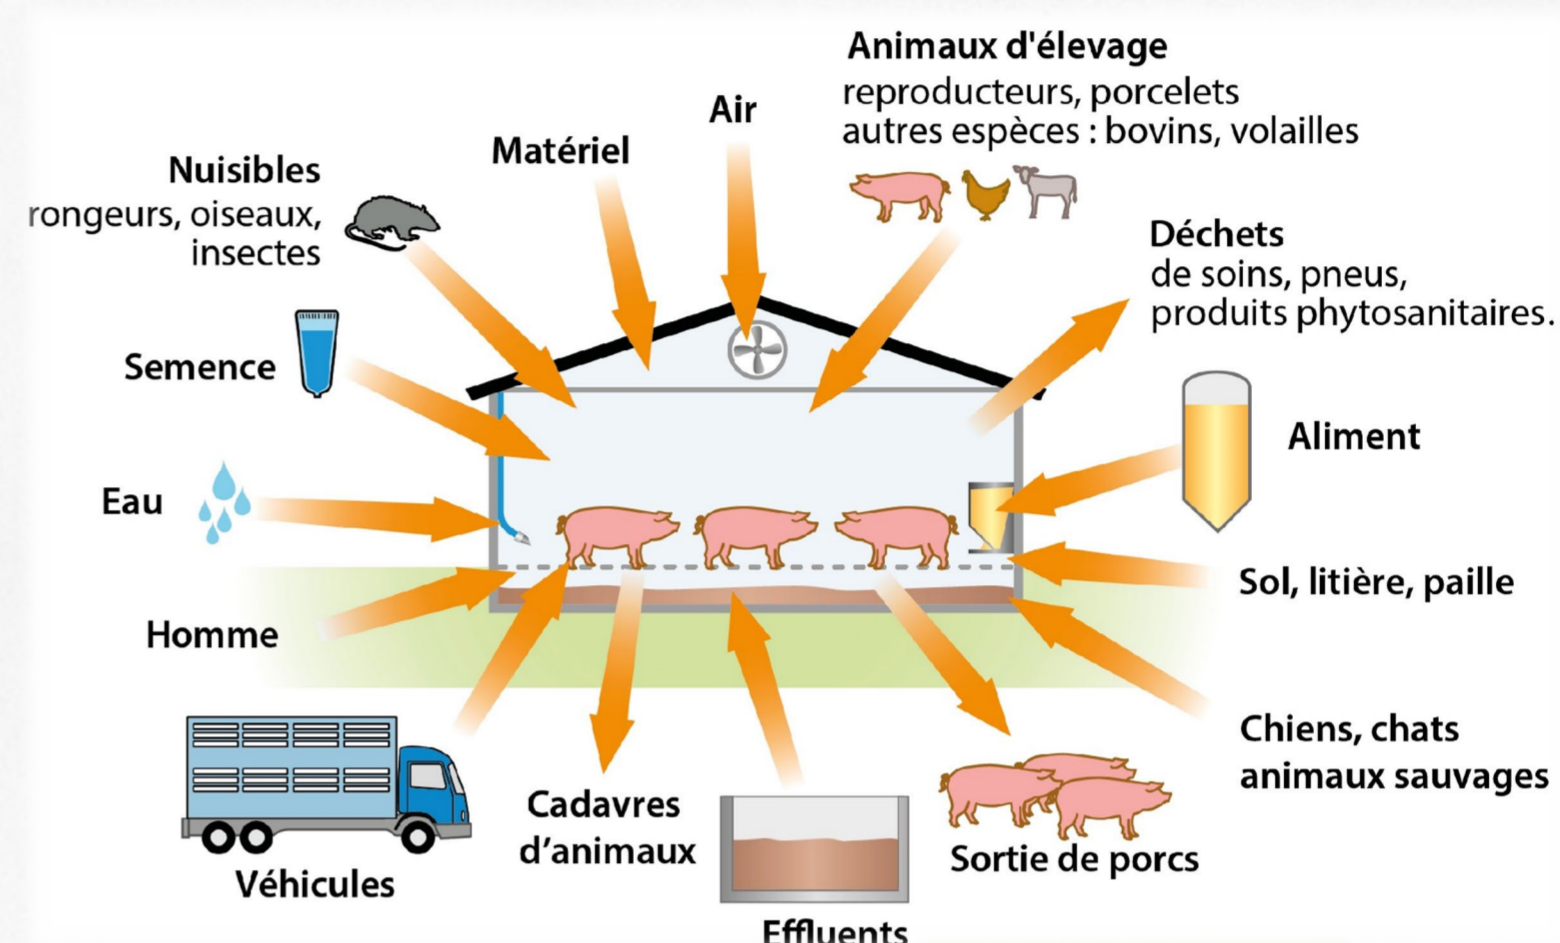 Animaux d'élevage
reproducteurs, porcelets
autres espèces : bovins, volailles
Air
Matériel
Nuisibles
rongeurs, oiseaux,
insectes
Déchets
de soins, pneus,
produits phytosanitaires.
Semence
Aliment
Eau
Sol, litière, paille
Homme
Chiens, chats
animaux sauvages
Cadavres
d’animaux
Sortie de porcs
Véhicules
Effluents